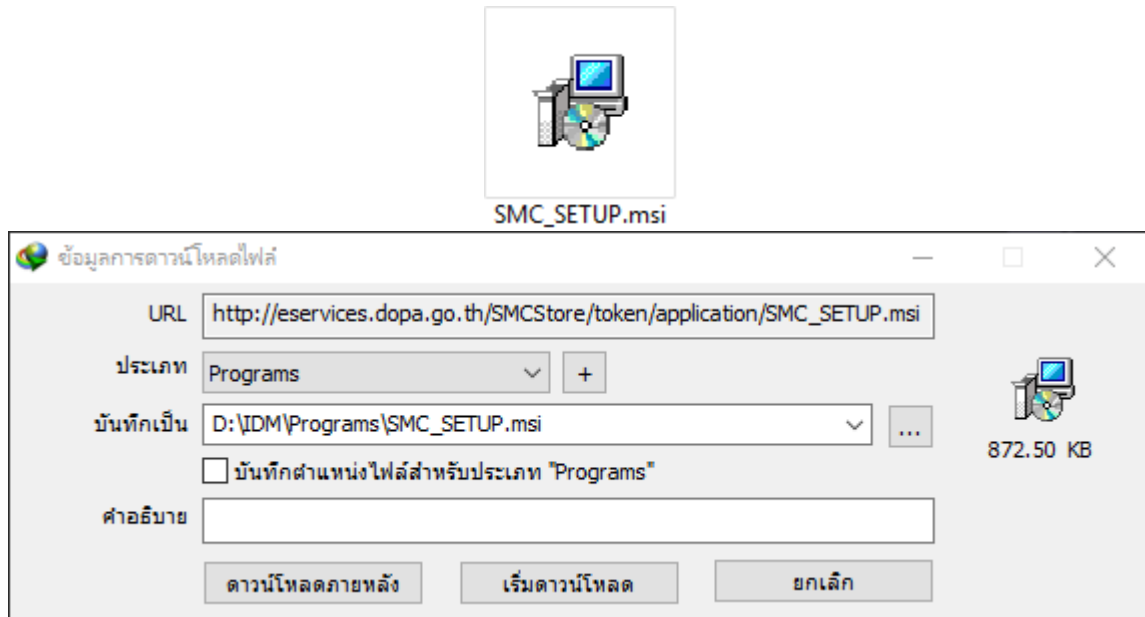 SMC_SETUP.msi
ข้อมูลการดาวน์โหลดไฟล์
URL http://eservices.dopa.go.th/SMCStore/token/application/SMC_SETUP.msi
ประเภท Programs +
บันทึกเป็น D:\IDM\Programs\SMC_SETUP.msi ...
872.50 KB
บันทึกตำแหน่งไฟล์สำหรับประเภท "Programs"
คำอธิบาย
ดาวน์โหลดภายหลัง เริ่มดาวน์โหลด ยกเลิก